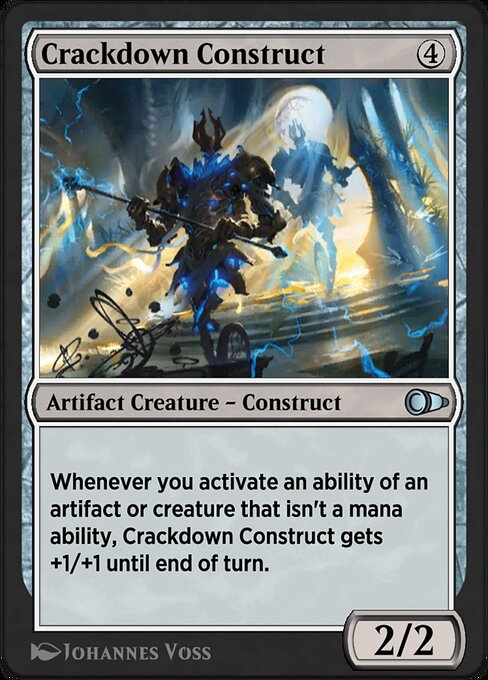 Crackdown Construct 4
Artifact Creature – Construct
Whenever you activate an ability of an
artifact or creature that isn't a mana
ability, Crackdown Construct gets
+1/+1 until end of turn.
2/2
Johannes Voss